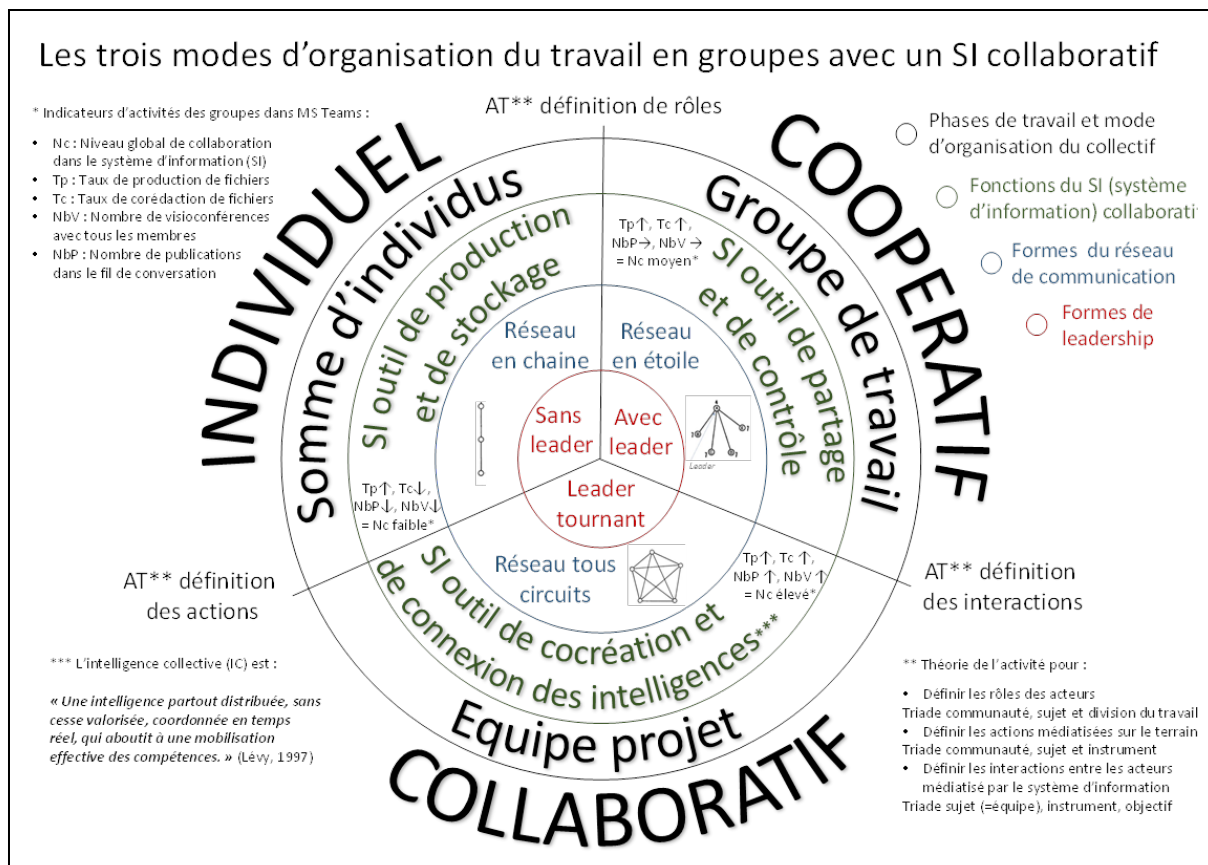 Les trois modes d'organisation du travail en groupes avec un SI collaboratif
* Indicateurs d'activités des groupes dans MS Teams :
• Nc : Niveau global de collaboration
dans le système d'information (SI)
• Tp : Taux de production de fichiers
• Tc : Taux de corédaction de fichiers
• NbV : Nombre de visioconférences
avec tous les membres
• NbP : Nombre de publications
dans le fil de conversation
AT** définition de rôles
Phases de travail et mode
d'organisation du collectif
Fonctions du SI (système
d'information) collaborati
Formes du réseau
de communication
Formes de
leadership
INDIVIDUEL
Somme d'individus
SI outil de production
et de stockage
Réseau
en chaine
Sans
leader
Tp↑, Tc↓,
NbP↓, NbV↓
= Nc faible*
COOPERATIF
Groupe de travail
SI outil de partage
et de contrôle
Tp↑, Tc ↑,
NbP→, NbV →
= Nc moyen*
Réseau
en étoile
Avec
leader
Leader
Leader
tournant
Réseau tous
circuits
Tp ↑, Tc ↑,
NbP ↑, NbV ↑
= Nc élevé*
SI outil de cocréation et
de connexion des intelligences***
Equipe projet
COLLABORATIF
AT** définition
des actions
AT** définition
des interactions
*** L'intelligence collective (IC) est :
« Une intelligence partout distribuée, sans
cesse valorisée, coordonnée en temps
réel, qui aboutit à une mobilisation
effective des compétences. » (Lévy, 1997)
** Théorie de l'activité pour :
• Définir les rôles des acteurs
Triade communauté, sujet et division du travail
• Définir les actions médiatisées sur le terrain
Triade communauté, sujet et instrument
• Définir les interactions entre les acteurs
médiatisé par le système d'information
Triade sujet (=équipe), instrument, objectif